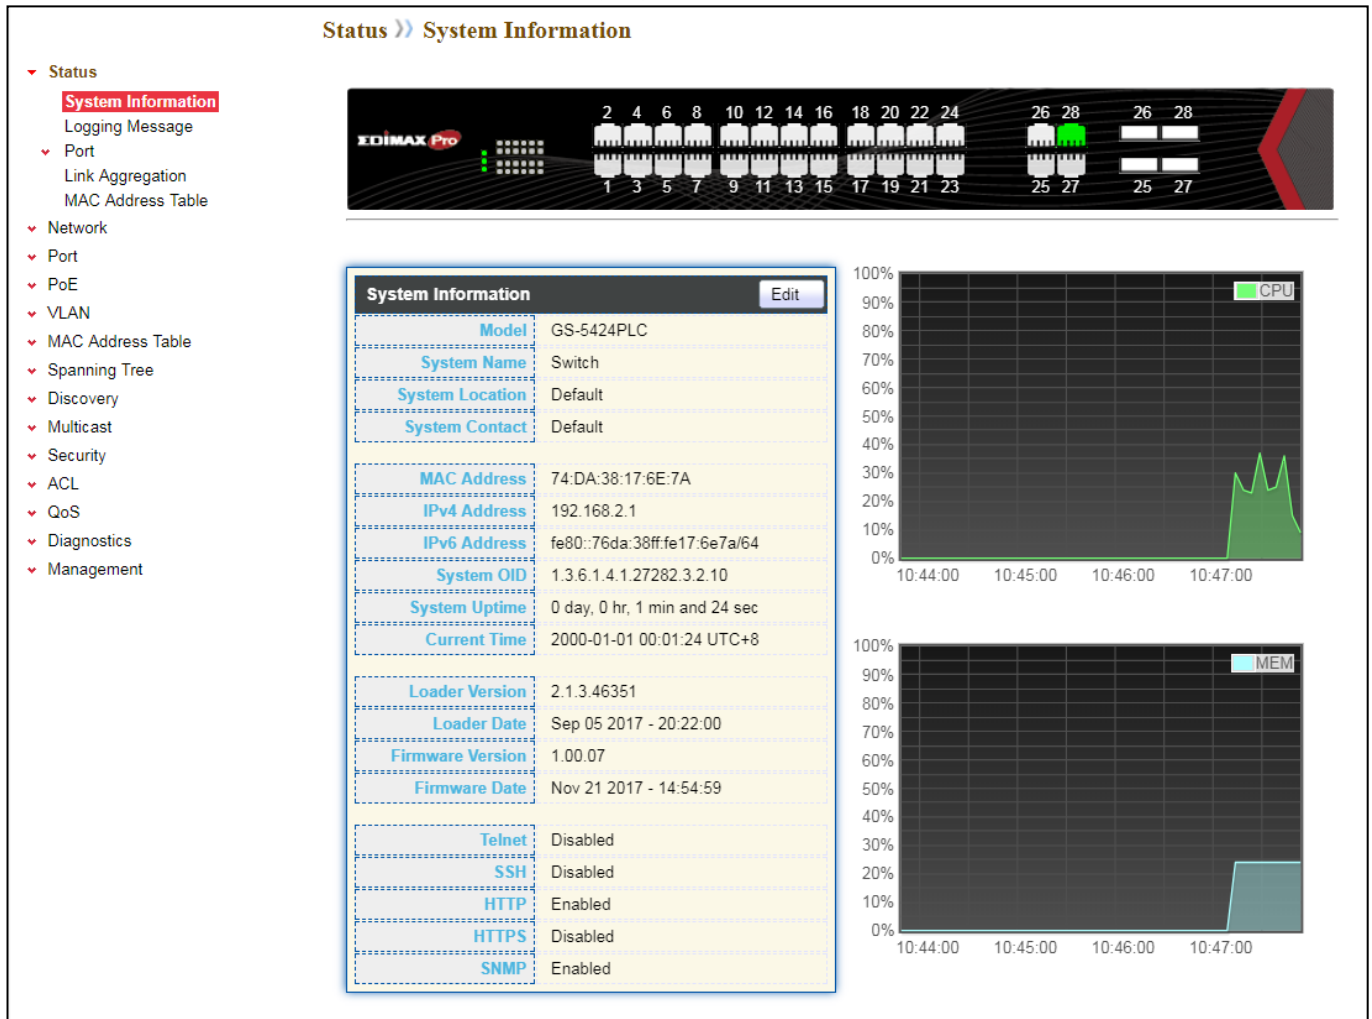 Status » System Information
Status
System Information
Logging Message
Port
Link Aggregation
MAC Address Table
Network
Port
PoE
VLAN
MAC Address Table
Spanning Tree
Discovery
Multicast
Security
ACL
QoS
Diagnostics
Management
EDIMAX Pro
2 4 6 8 10 12 14 16 18 20 22 24 26 28 26 28
1 3 5 7 9 11 13 15 17 19 21 23 25 27 25 27
System Information Edit
Model GS-5424PLC
System Name Switch
System Location Default
System Contact Default
MAC Address 74:DA:38:17:6E:7A
IPv4 Address 192.168.2.1
IPv6 Address fe80::76da:38ff:fe17:6e7a/64
System OID 1.3.6.1.4.1.27282.3.2.10
System Uptime 0 day, 0 hr, 1 min and 24 sec
Current Time 2000-01-01 00:01:24 UTC+8
Loader Version 2.1.3.46351
Loader Date Sep 05 2017 - 20:22:00
Firmware Version 1.00.07
Firmware Date Nov 21 2017 - 14:54:59
Telnet Disabled
SSH Disabled
HTTP Enabled
HTTPS Disabled
SNMP Enabled
100%
CPU
90%
80%
70%
60%
50%
40%
30%
20%
10%
0%
10:44:00 10:45:00 10:46:00 10:47:00
100%
MEM
90%
80%
70%
60%
50%
40%
30%
20%
10%
0%
10:44:00 10:45:00 10:46:00 10:47:00